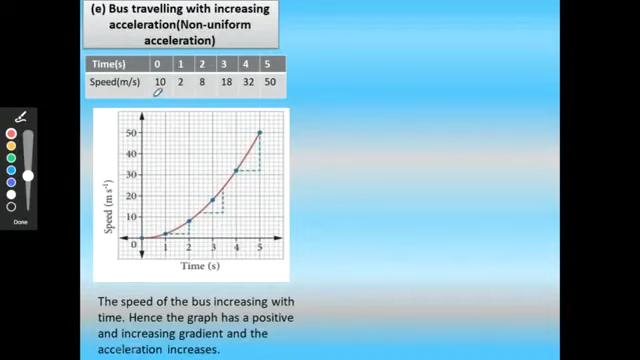 (e) Bus travelling with increasing
acceleration(Non-uniform
acceleration)
Time(s) 0 1 2 3 4 5
Speed(m/s) 10 2 8 18 32 50
50
40
30
20
10
0 1 2 3 4 5
Speed (m s⁻¹)
Time (s)
The speed of the bus increasing with
time. Hence the graph has a positive
and increasing gradient and the
acceleration increases.
Done